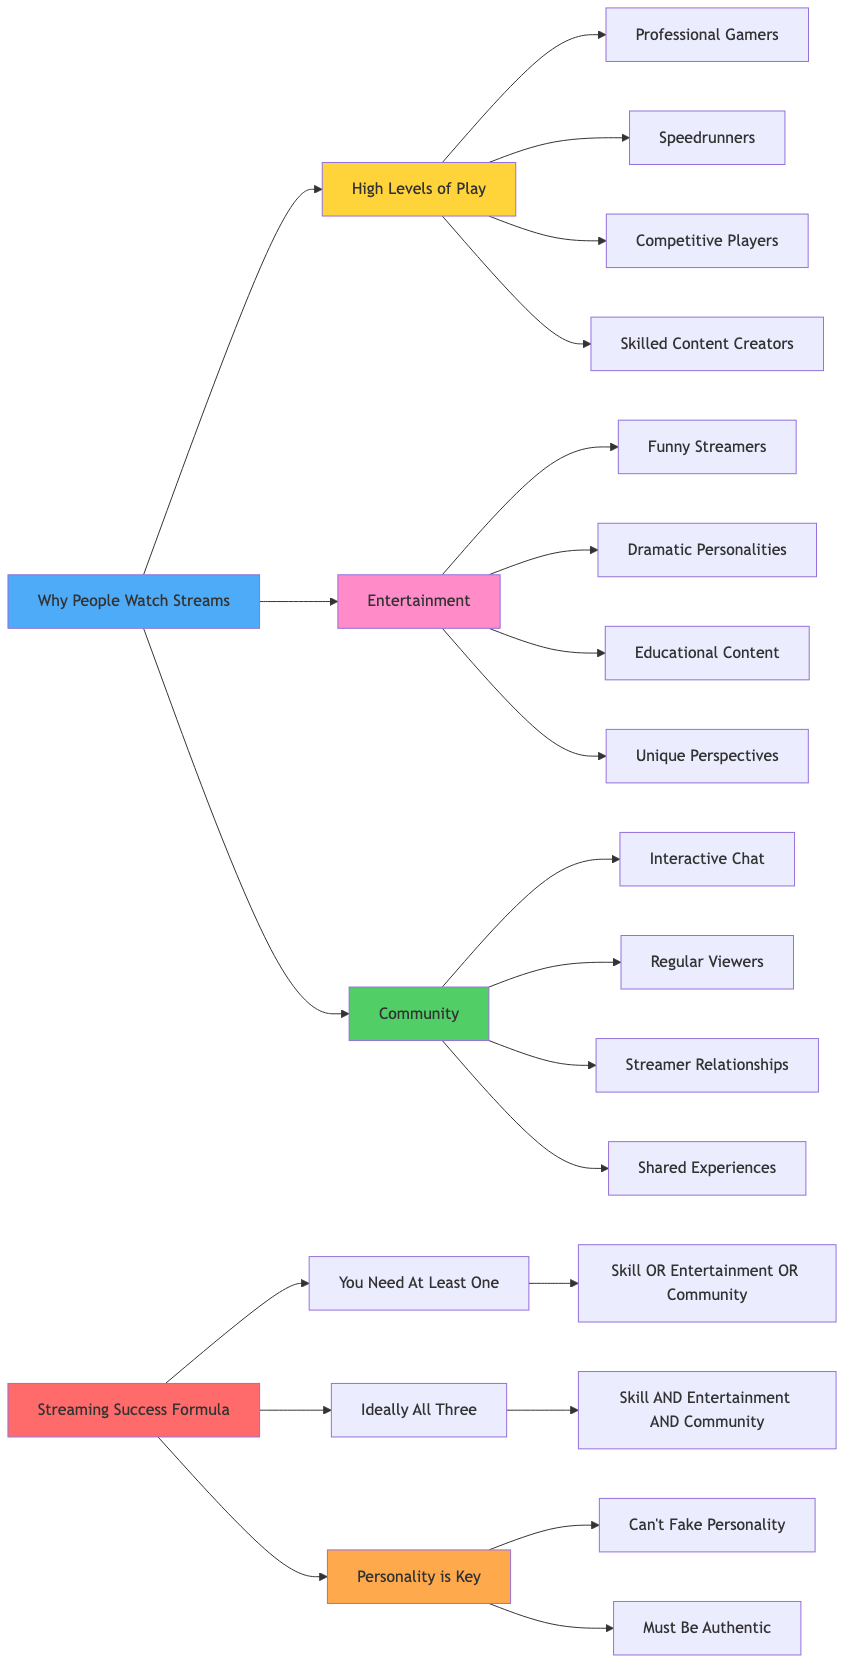 Why People Watch Streams
High Levels of Play
Professional Gamers
Speedrunners
Competitive Players
Skilled Content Creators
Entertainment
Funny Streamers
Dramatic Personalities
Educational Content
Unique Perspectives
Community
Interactive Chat
Regular Viewers
Streamer Relationships
Shared Experiences
Streaming Success Formula
You Need At Least One
Skill OR Entertainment OR
Community
Ideally All Three
Skill AND Entertainment
AND Community
Personality is Key
Can't Fake Personality
Must Be Authentic